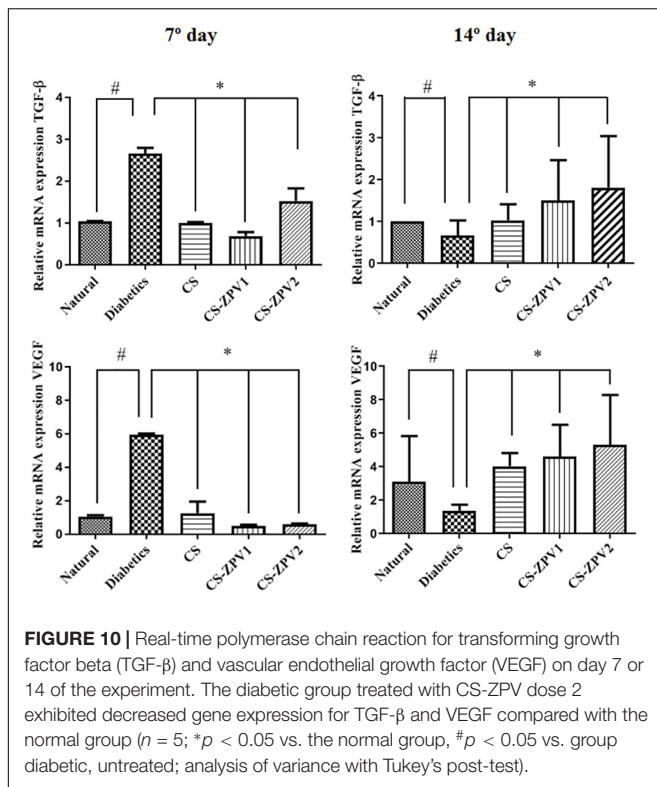 7º day
14º day
Relative mRNA expression TGF-β
4
3
2
1
0
#
*
Natural
Diabetics
CS
CS-ZPV1
CS-ZPV2
Relative mRNA expression TGF-β
4
3
2
1
0
#
*
Natural
Diabetics
CS
CS-ZPV1
CS-ZPV2
Relative mRNA expression VEGF
10
8
6
4
2
0
#
*
Natural
Diabetics
CS
CS-ZPV1
CS-ZPV2
Relative mRNA expression VEGF
10
8
6
4
2
0
#
*
Natural
Diabetics
CS
CS-ZPV1
CS-ZPV2
FIGURE 10 | Real-time polymerase chain reaction for transforming growth
factor beta (TGF-β) and vascular endothelial growth factor (VEGF) on day 7 or
14 of the experiment. The diabetic group treated with CS-ZPV dose 2
exhibited decreased gene expression for TGF-β and VEGF compared with the
normal group (n = 5; *p < 0.05 vs. the normal group, #p < 0.05 vs. group
diabetic, untreated; analysis of variance with Tukey's post-test).